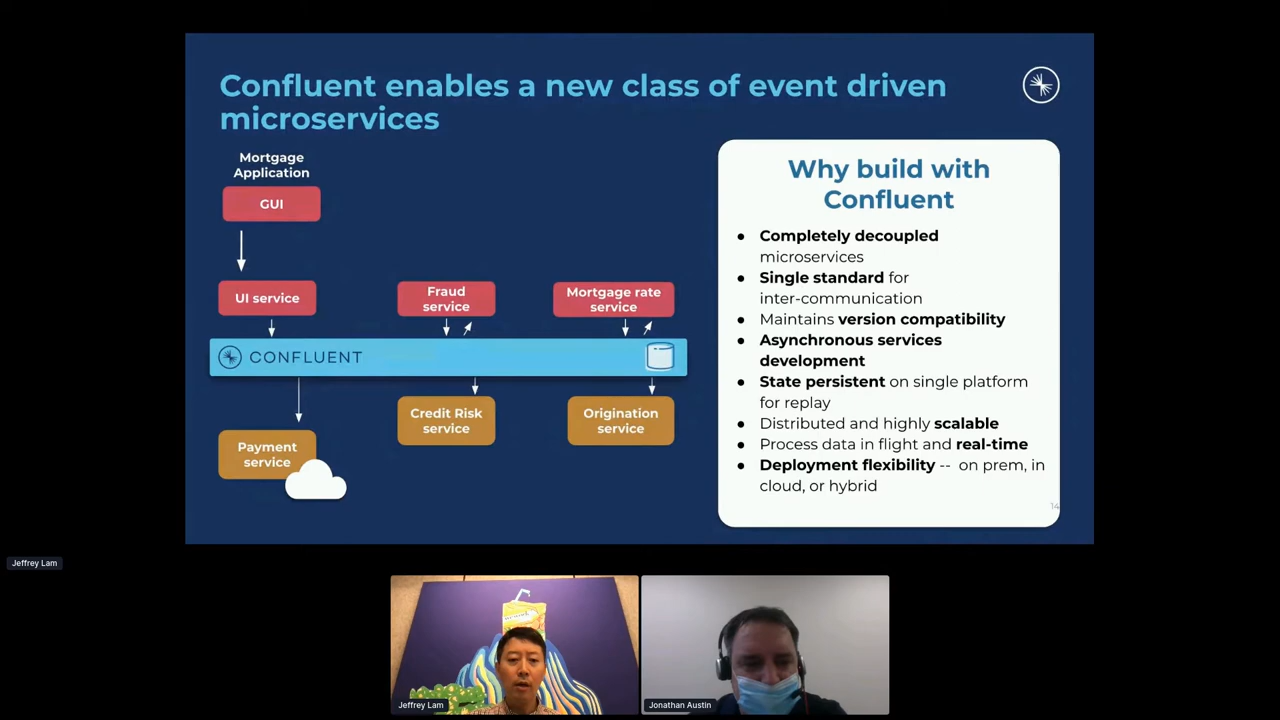 Confluent enables a new class of event driven
microservices
Mortgage
Application
GUI
UI service
Fraud
service
Mortgage rate
service
CONFLUENT
Payment
service
Credit Risk
service
Origination
service
Why build with
Confluent
● Completely decoupled
microservices
● Single standard for
inter-communication
● Maintains version compatibility
● Asynchronous services
development
● State persistent on single platform
for replay
● Distributed and highly scalable
● Process data in flight and real-time
● Deployment flexibility -- on prem, in
cloud, or hybrid
14
Jeffrey Lam
Jeffrey Lam
Jonathan Austin